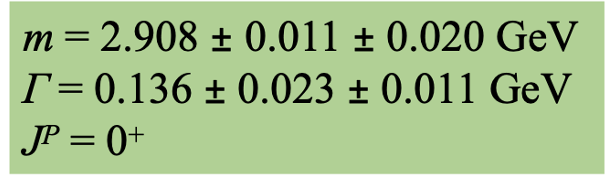 m = 2.908 ± 0.011 ± 0.020 GeV
Γ = 0.136 ± 0.023 ± 0.011 GeV
Jᴾ = 0⁺